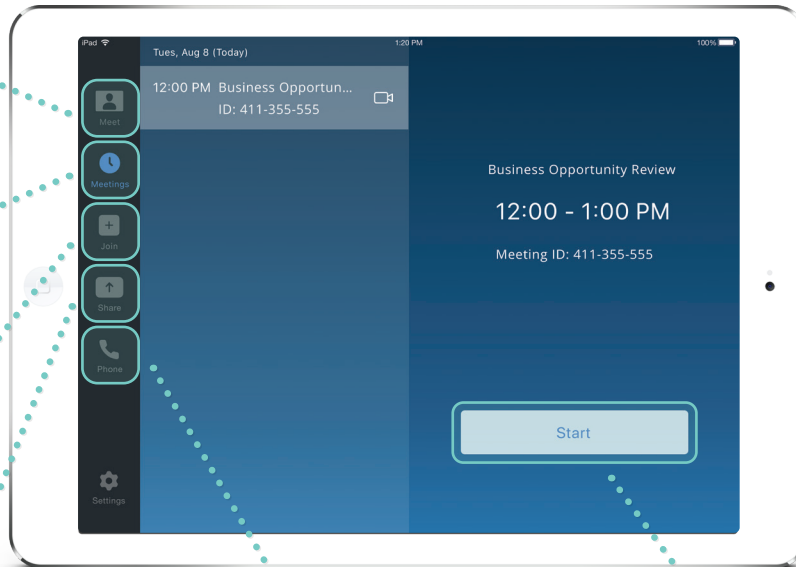 iPad
1:20 PM
100%
Tues, Aug 8 (Today)
12:00 PM Business Opportun...
ID: 411-355-555
Meet
Meetings
Join
Share
Phone
Settings
Business Opportunity Review
12:00 - 1:00 PM
Meeting ID: 411-355-555
Start